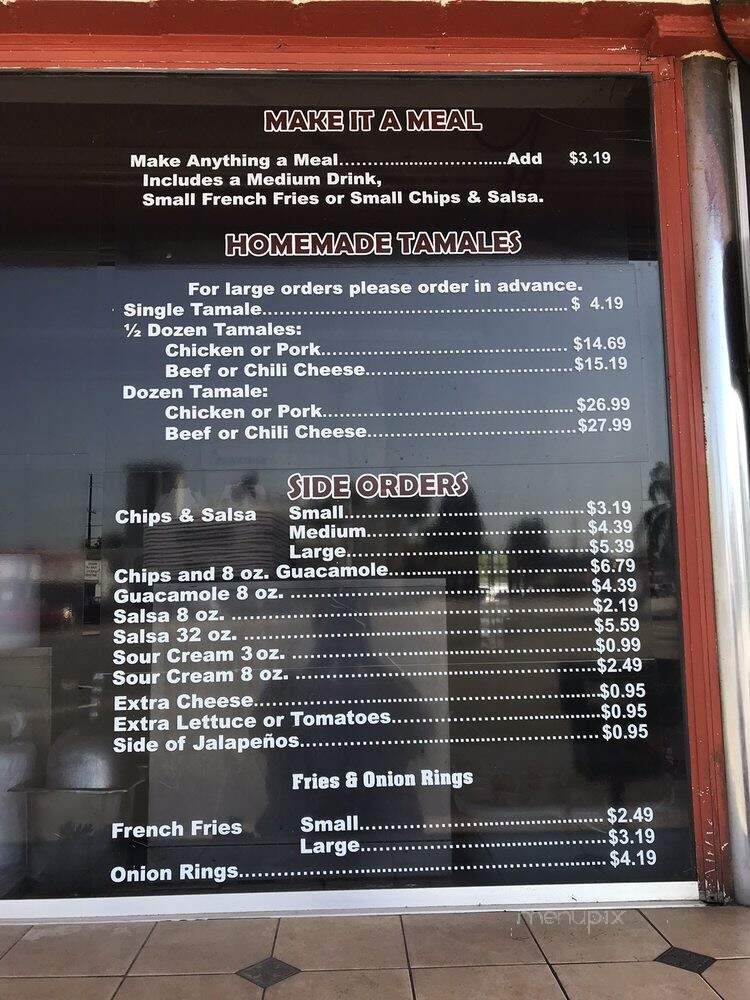 MAKE IT A MEAL
Make Anything a Meal.......................Add $3.19
Includes a Medium Drink,
Small French Fries or Small Chips & Salsa.
HOMEMADE TAMALES
For large orders please order in advance.
Single Tamale................................................ $ 4.19
½ Dozen Tamales:
Chicken or Pork....................................... $14.69
Beef or Chili Cheese.................................$15.19
Dozen Tamale:
Chicken or Pork....................................... $26.99
Beef or Chili Cheese.................................$27.99
SIDE ORDERS
Chips & Salsa Small......................................$3.19
Medium...................................$4.39
Large......................................$5.39
Chips and 8 oz. Guacamole................................$6.79
Guacamole 8 oz. ................................................$4.39
Salsa 8 oz. .........................................................$2.19
Salsa 32 oz. .......................................................$5.59
Sour Cream 3 oz. ................................................$0.99
Sour Cream 8 oz. ................................................$2.49
Extra Cheese.......................................................$0.95
Extra Lettuce or Tomatoes..................................$0.95
Side of Jalapeños................................................ $0.95
Fries & Onion Rings
French Fries Small....................................... $2.49
Large.......................................$3.19
Onion Rings.......................................................... $4.19
menupix